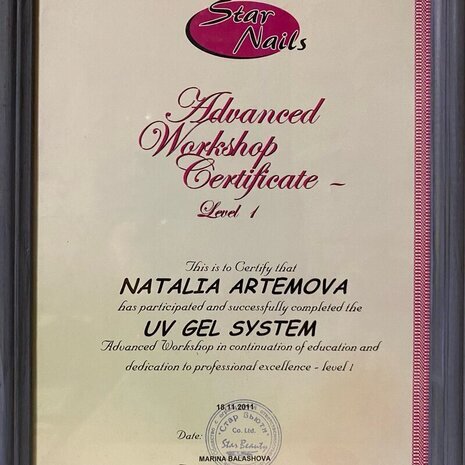 Star
Nails
Advanced
Workshop
Certificate -
Level 1
This is to Certify that
NATALIA ARTEMOVA
has participated and successfully completed the
UV GEL SYSTEM
Advanced Workshop in continuation of education and
dedication to professional excellence - level 1
18.11.2011
"Стар Бьюти"
Co. Ltd.
Date:
Star Beauty
MARINA BALASHOVA